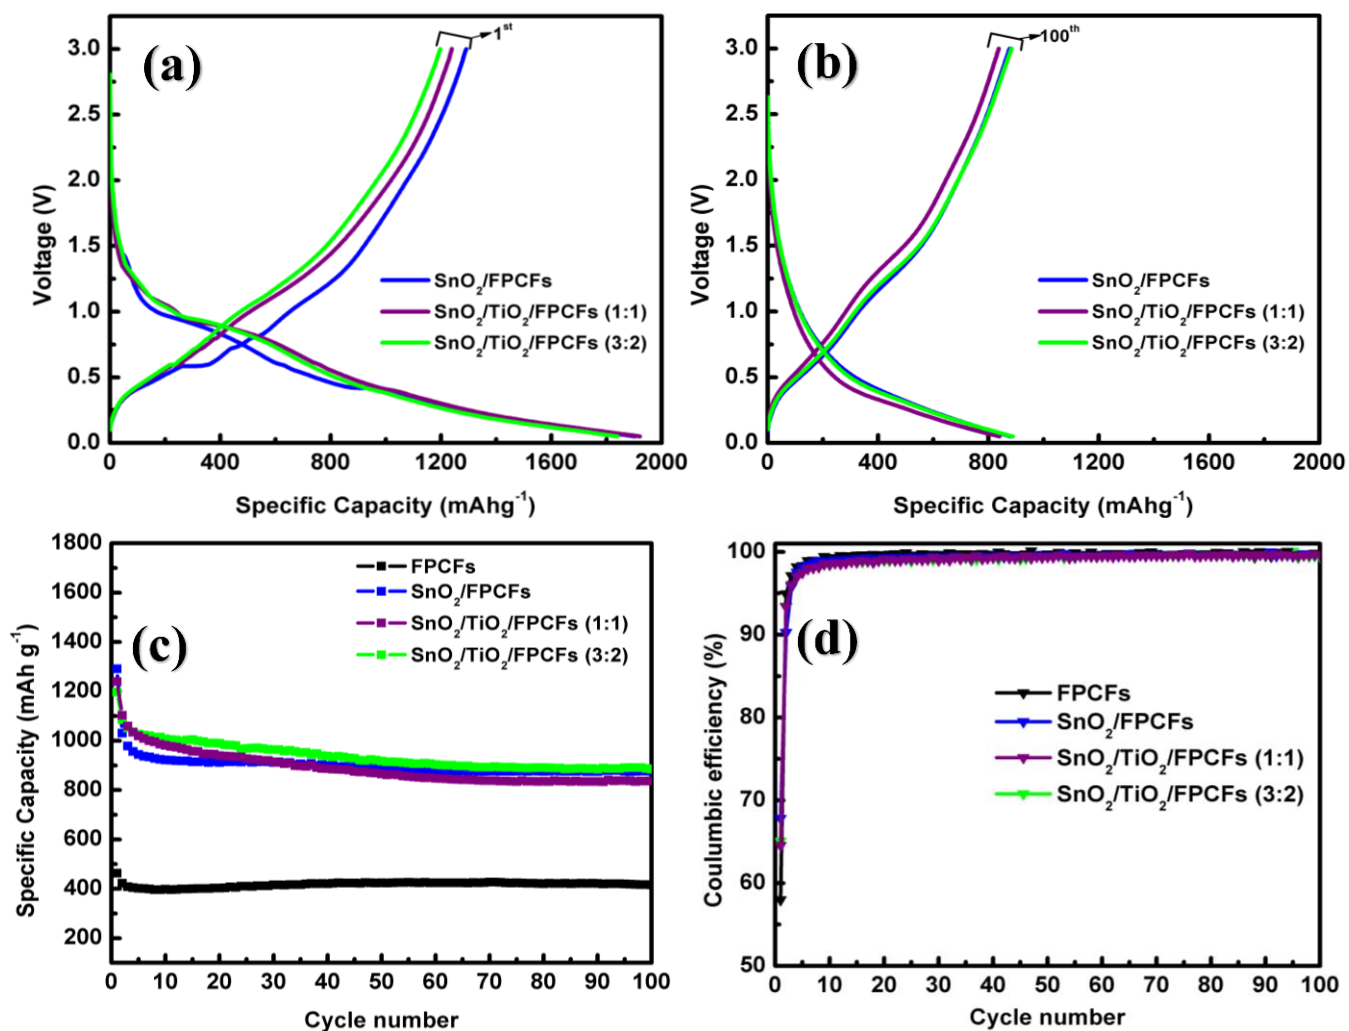 (a)
1st
3.0
2.5
2.0
1.5
1.0
0.5
0.0
Voltage (V)
SnO2/FPCFs
SnO2/TiO2/FPCFs (1:1)
SnO2/TiO2/FPCFs (3:2)
0 400 800 1200 1600 2000
Specific Capacity (mAhg-1)
(b)
100th
3.0
2.5
2.0
1.5
1.0
0.5
0.0
Voltage (V)
SnO2/FPCFs
SnO2/TiO2/FPCFs (1:1)
SnO2/TiO2/FPCFs (3:2)
0 400 800 1200 1600 2000
Specific Capacity (mAhg-1)
(c)
1800
1600
1400
1200
1000
800
600
400
200
Specific Capacity (mAh g-1)
FPCFs
SnO2/FPCFs
SnO2/TiO2/FPCFs (1:1)
SnO2/TiO2/FPCFs (3:2)
0 10 20 30 40 50 60 70 80 90 100
Cycle number
(d)
100
90
80
70
60
50
Coulumbic efficiency (%)
FPCFs
SnO2/FPCFs
SnO2/TiO2/FPCFs (1:1)
SnO2/TiO2/FPCFs (3:2)
0 10 20 30 40 50 60 70 80 90 100
Cycle number